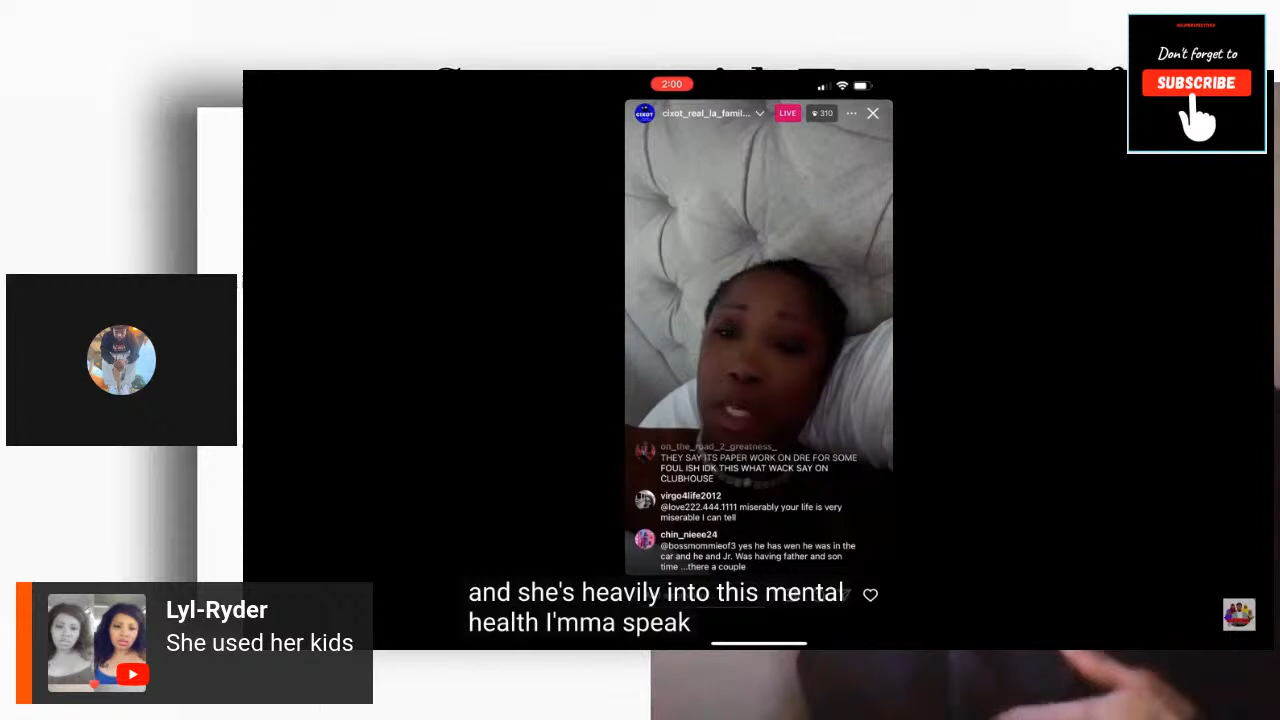 Don't forget to
SUBSCRIBE
2:00
cixot_real_la_famil...
LIVE
310
on_the_road_2_greatness_
THEY SAY ITS PAPER WORK ON DRE FOR SOME
FOUL ISH IDK THIS WHAT WACK SAY ON
CLUBHOUSE
virgo4life2012
@love222.444.1111 miserably your life is very
miserable I can tell
chin_nieee24
@bossmommieof3 yes he has wen he was in the
car and he and Jr. Was having father and son
time ...there a couple
and she's heavily into this mental
health I'mma speak
Lyl-Ryder
She used her kids